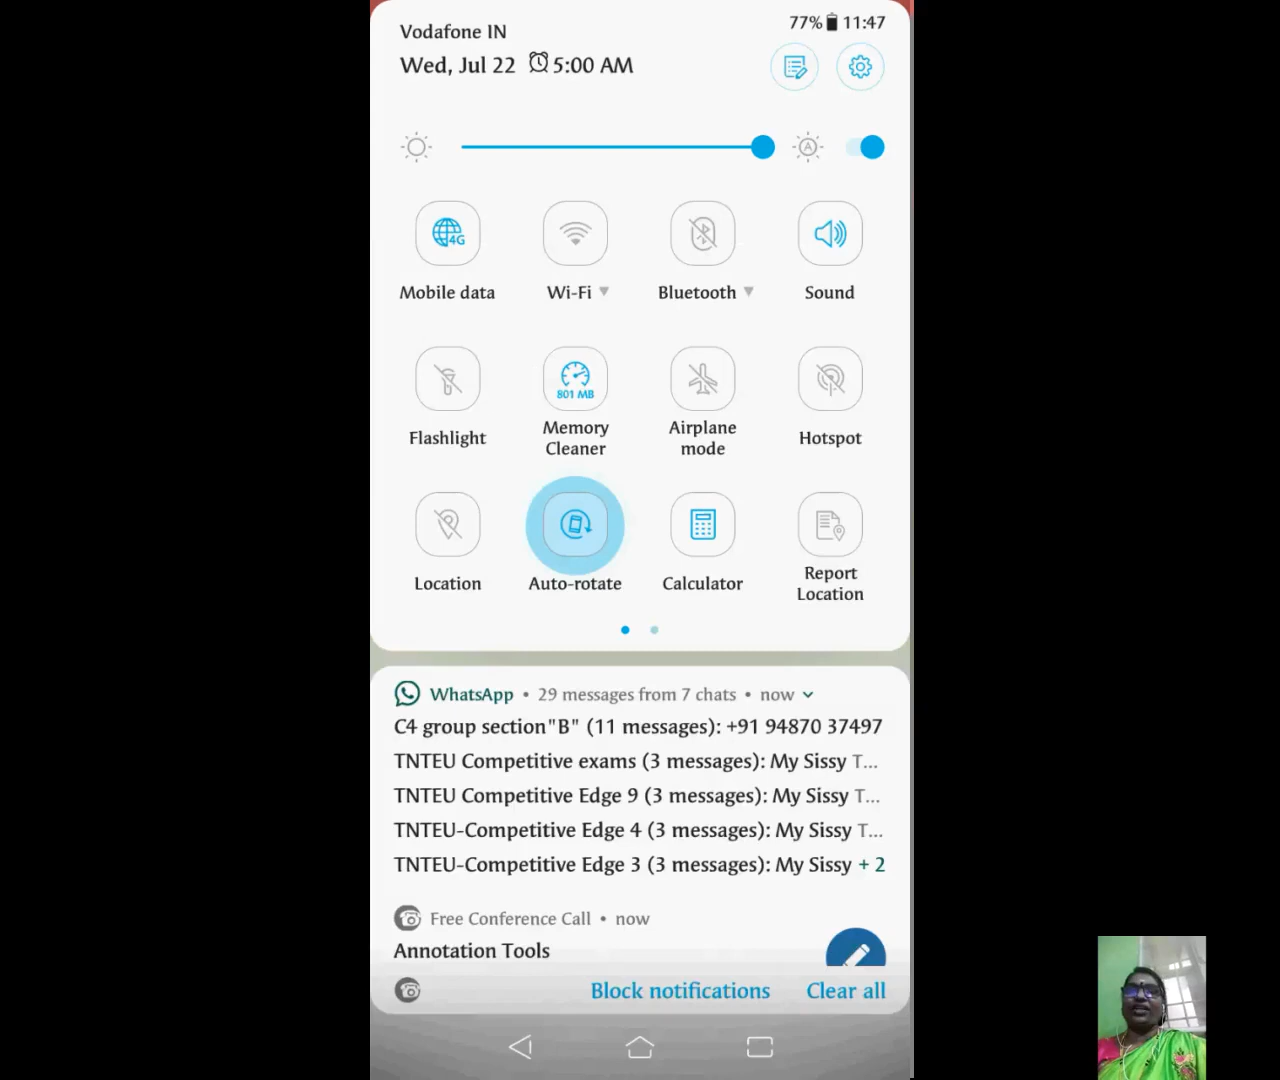 Vodafone IN
77% 11:47
Wed, Jul 22 5:00 AM
A
4G
Mobile data
Wi-Fi
Bluetooth
Sound
801 MB
Flashlight
Memory
Cleaner
Airplane
mode
Hotspot
Location
Auto-rotate
Calculator
Report
Location
WhatsApp • 29 messages from 7 chats • now
C4 group section"B" (11 messages): +91 94870 37497
TNTEU Competitive exams (3 messages): My Sissy T...
TNTEU Competitive Edge 9 (3 messages): My Sissy T...
TNTEU-Competitive Edge 4 (3 messages): My Sissy T...
TNTEU-Competitive Edge 3 (3 messages): My Sissy + 2
Free Conference Call • now
Annotation Tools
Block notifications
Clear all